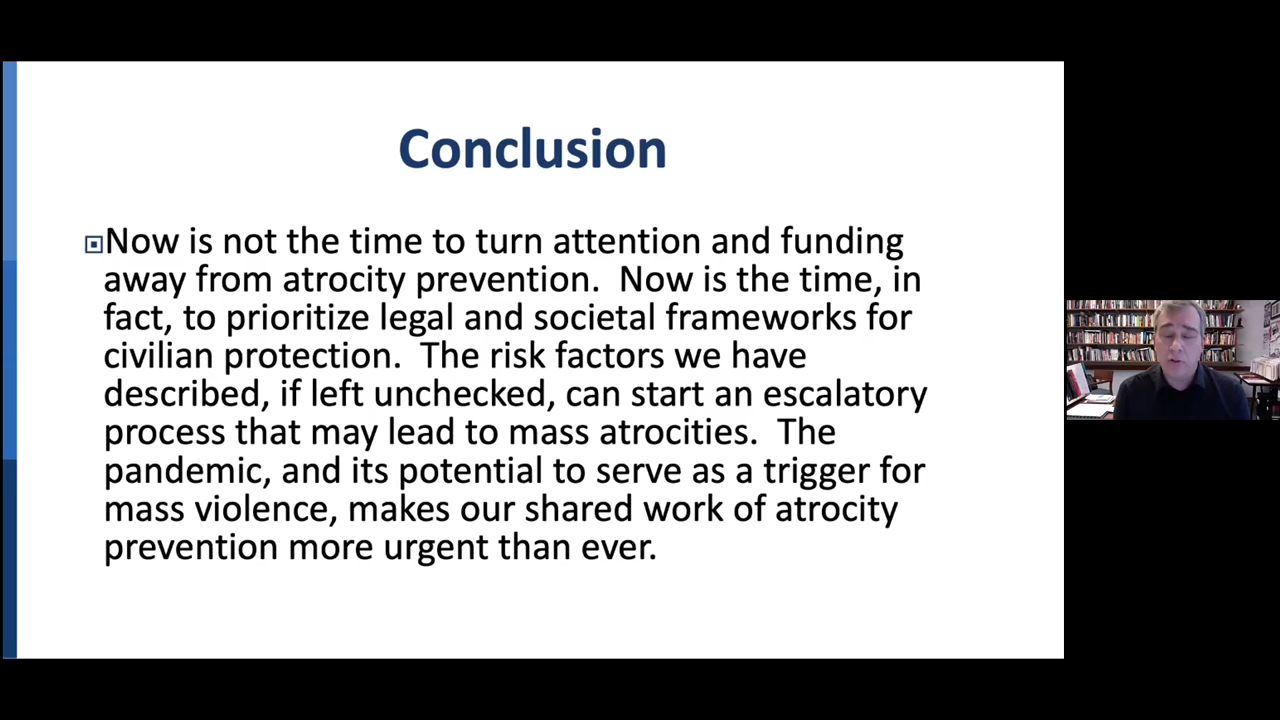 Conclusion
Now is not the time to turn attention and funding
away from atrocity prevention.  Now is the time, in
fact, to prioritize legal and societal frameworks for
civilian protection.  The risk factors we have
described, if left unchecked, can start an escalatory
process that may lead to mass atrocities.  The
pandemic, and its potential to serve as a trigger for
mass violence, makes our shared work of atrocity
prevention more urgent than ever.